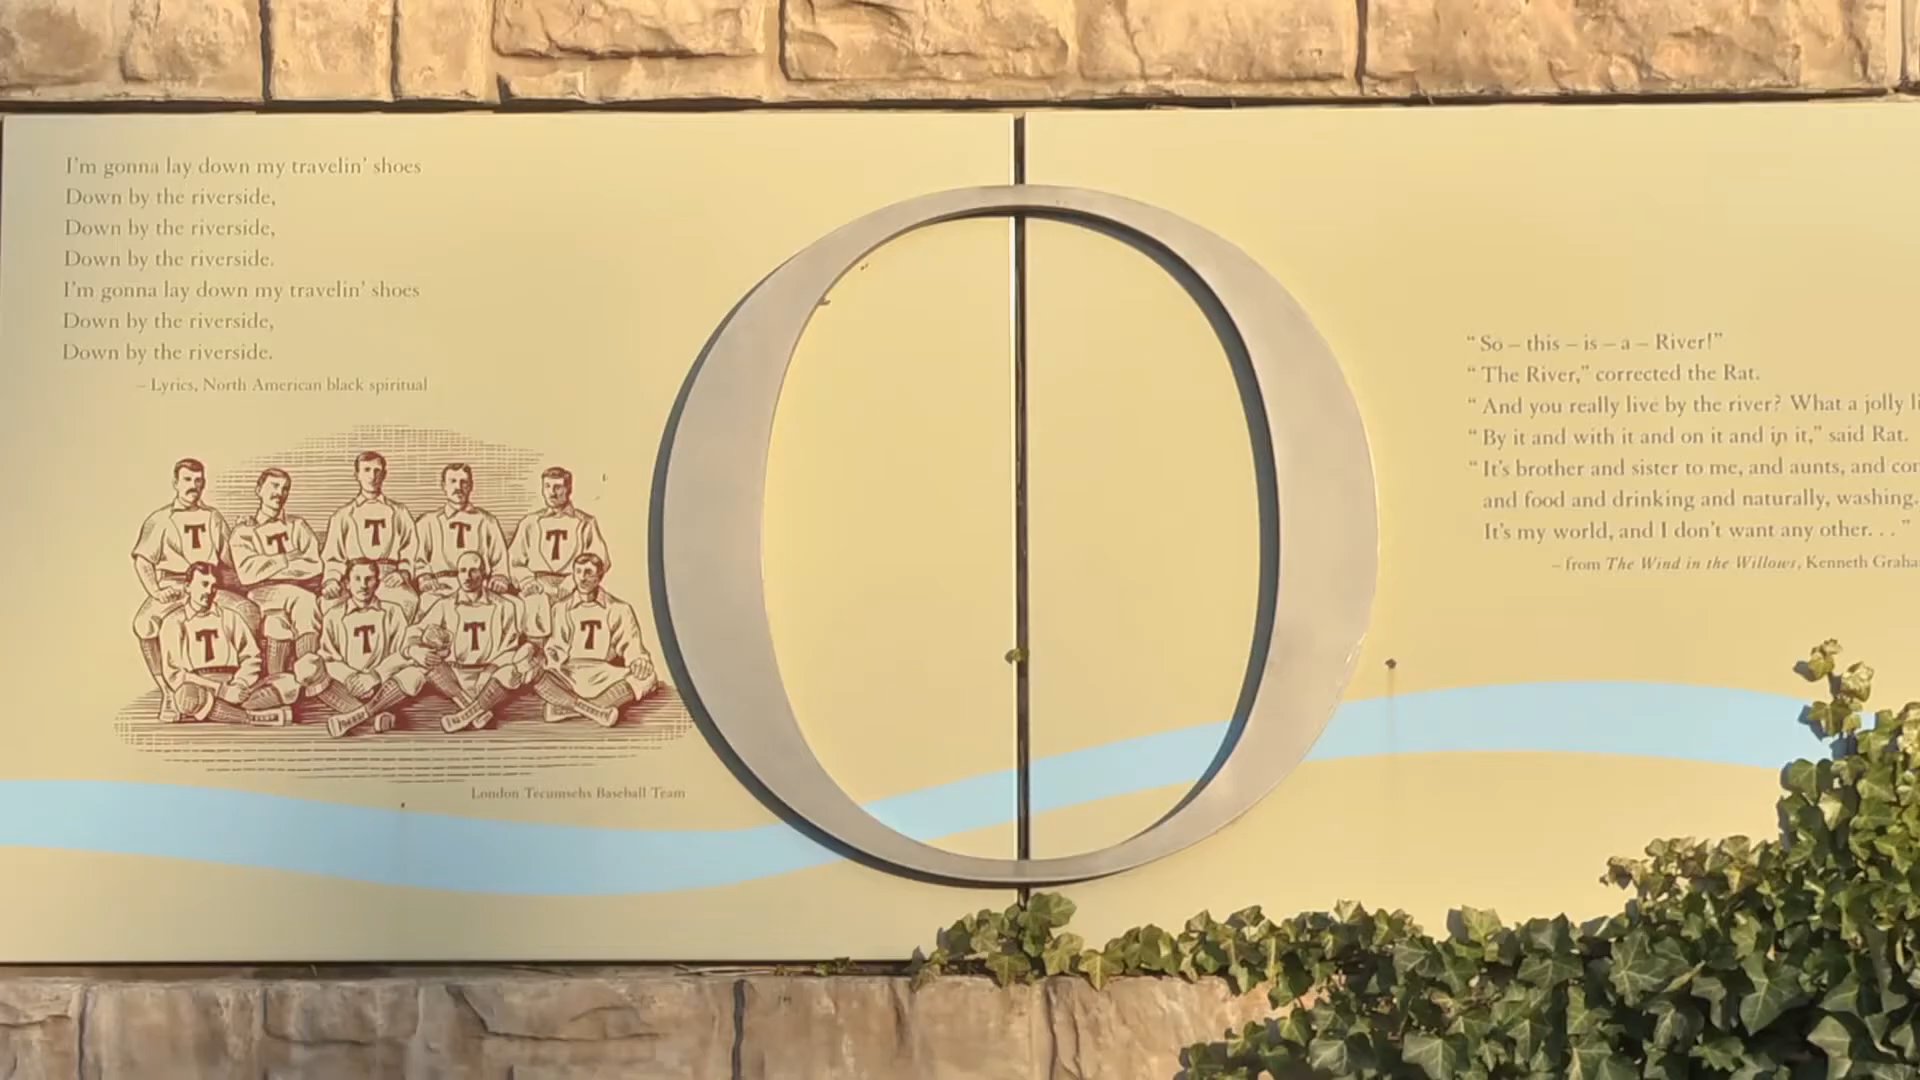 I'm gonna lay down my travelin' shoes
Down by the riverside,
Down by the riverside,
Down by the riverside.
I'm gonna lay down my travelin' shoes
Down by the riverside,
Down by the riverside.
– Lyrics, North American black spiritual
T T T T T
T T T T
London Tecumsehs Baseball Team
O
“ So – this – is – a – River!”
“ The River,” corrected the Rat.
“ And you really live by the river? What a jolly
“ By it and with it and on it and in it,” said Rat.
“ It's brother and sister to me, and aunts, and
and food and drinking and naturally, washing.
It's my world, and I don't want any other. . .”
– from The Wind in the Willows, Kenneth